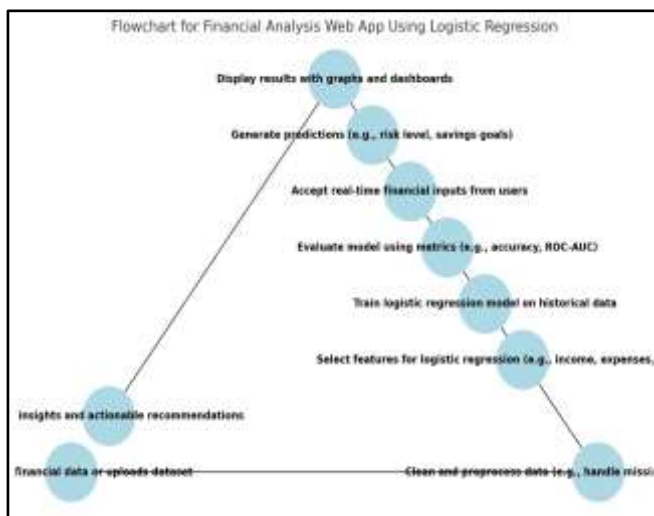 Flowchart for Financial Analysis Web App Using Logistic Regression
Display results with graphs and dashboards
Generate predictions (e.g., risk level, savings goals)
Accept real-time financial inputs from users
Evaluate model using metrics (e.g., accuracy, ROC-AUC)
Train logistic regression model on historical data
Select features for logistic regression (e.g., income, expenses,
insights and actionable recommendations
financial data or uploads dataset
Clean and preprocess data (e.g., handle missi